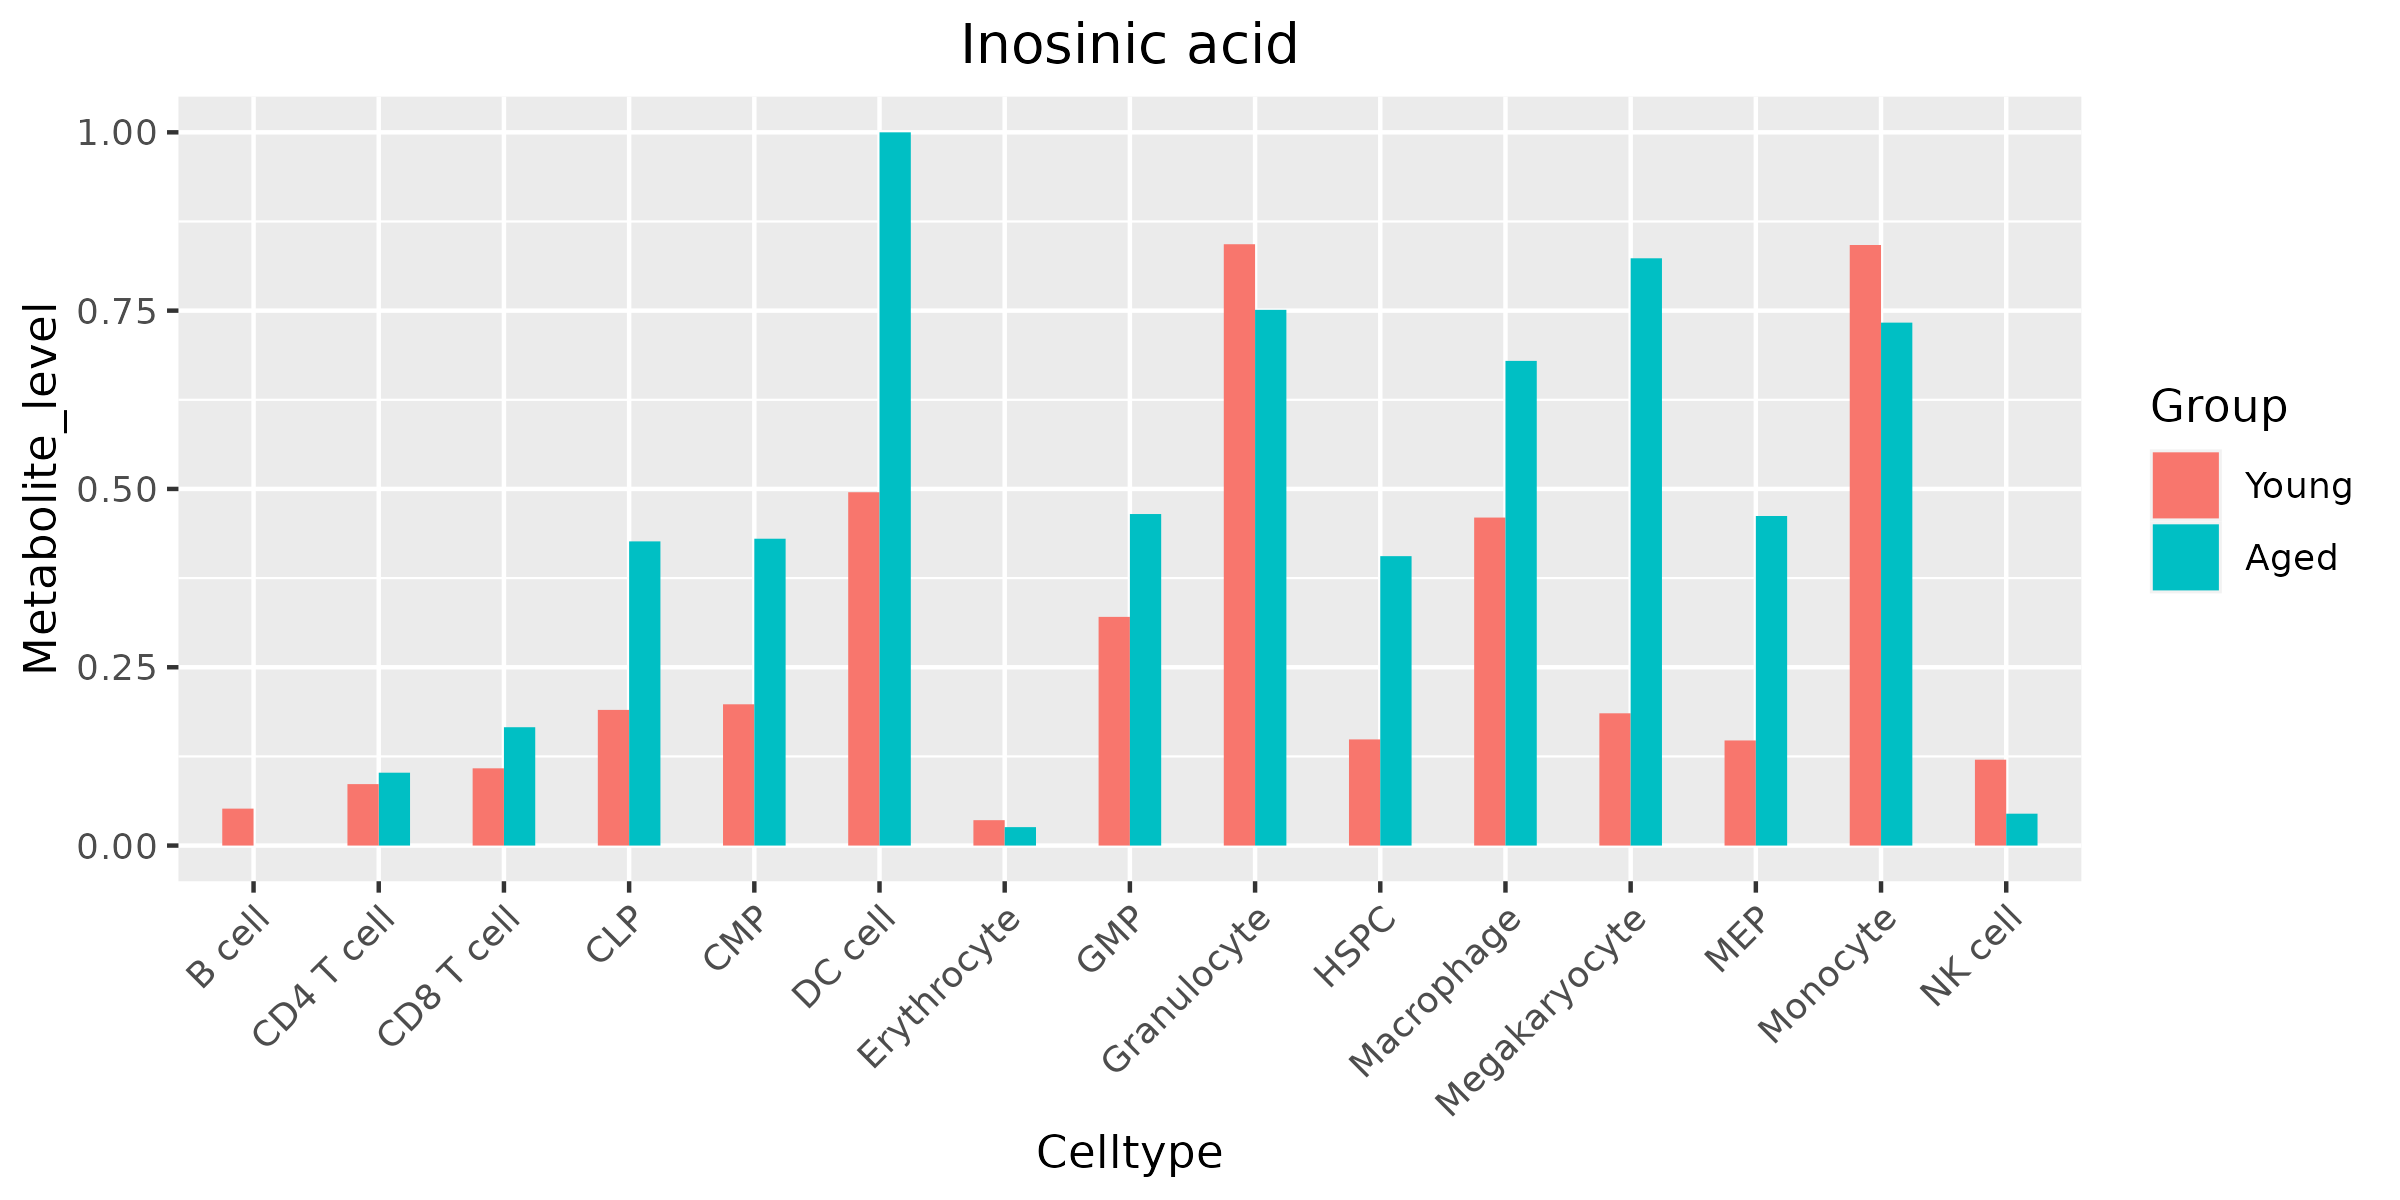 Inosinic acid
Metabolite_level
1.00
0.75
0.50
0.25
0.00
B cell
CD4 T cell
CD8 T cell
CLP
CMP
DC cell
Erythrocyte
GMP
Granulocyte
HSPC
Macrophage
Megakaryocyte
MEP
Monocyte
NK cell
Celltype
Group
Young
Aged